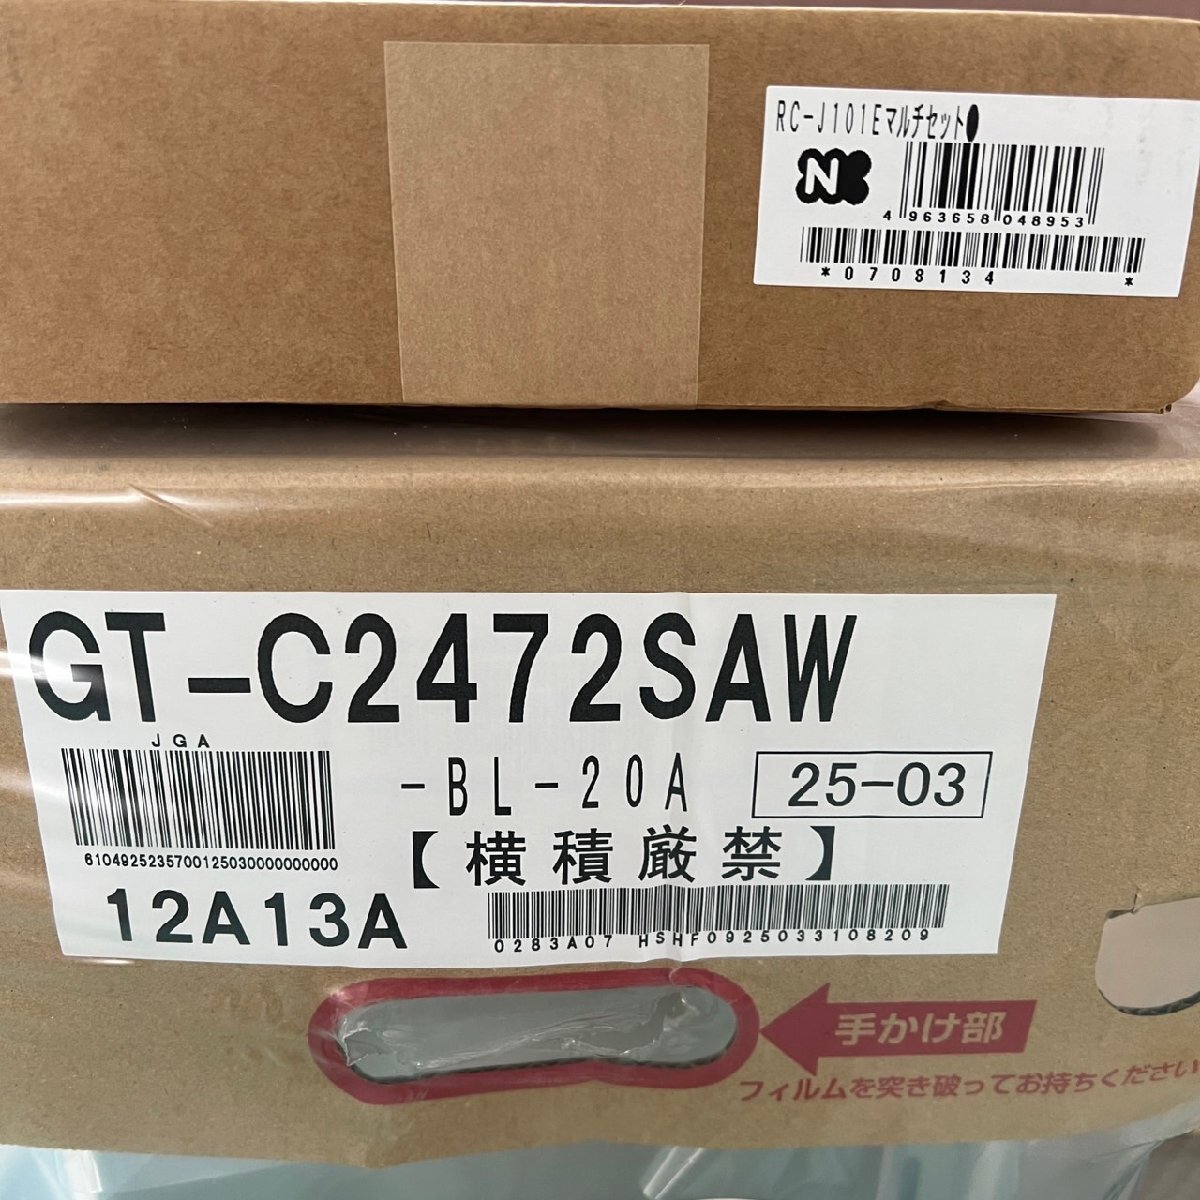 RC-J101Eマルチセット●
N
4 963658 048953
*0708134 *
GT-C2472SAW
JGA
-BL-20A
25-03
6104925235700125030000000000
【横積厳禁】
12A13A
0283A07 HSHF0925033108209
手かけ部
フィルムを突き破ってお持ちください